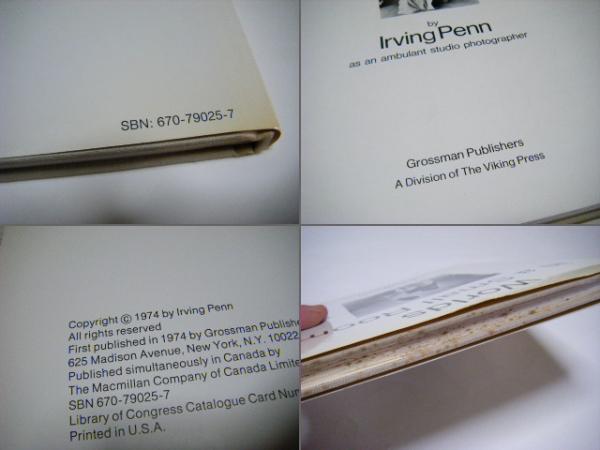 SBN: 670-79025-7
by
Irving Penn
as an ambulant studio photographer
Grossman Publishers
A Division of The Viking Press
Copyright © 1974 by Irving Penn
All rights reserved
First published in 1974 by Grossman Publishe
625 Madison Avenue, New York, N.Y. 10022
Published simultaneously in Canada by
The Macmillan Company of Canada Limite
SBN 670-79025-7
Library of Congress Catalogue Card Num
Printed in U.S.A.